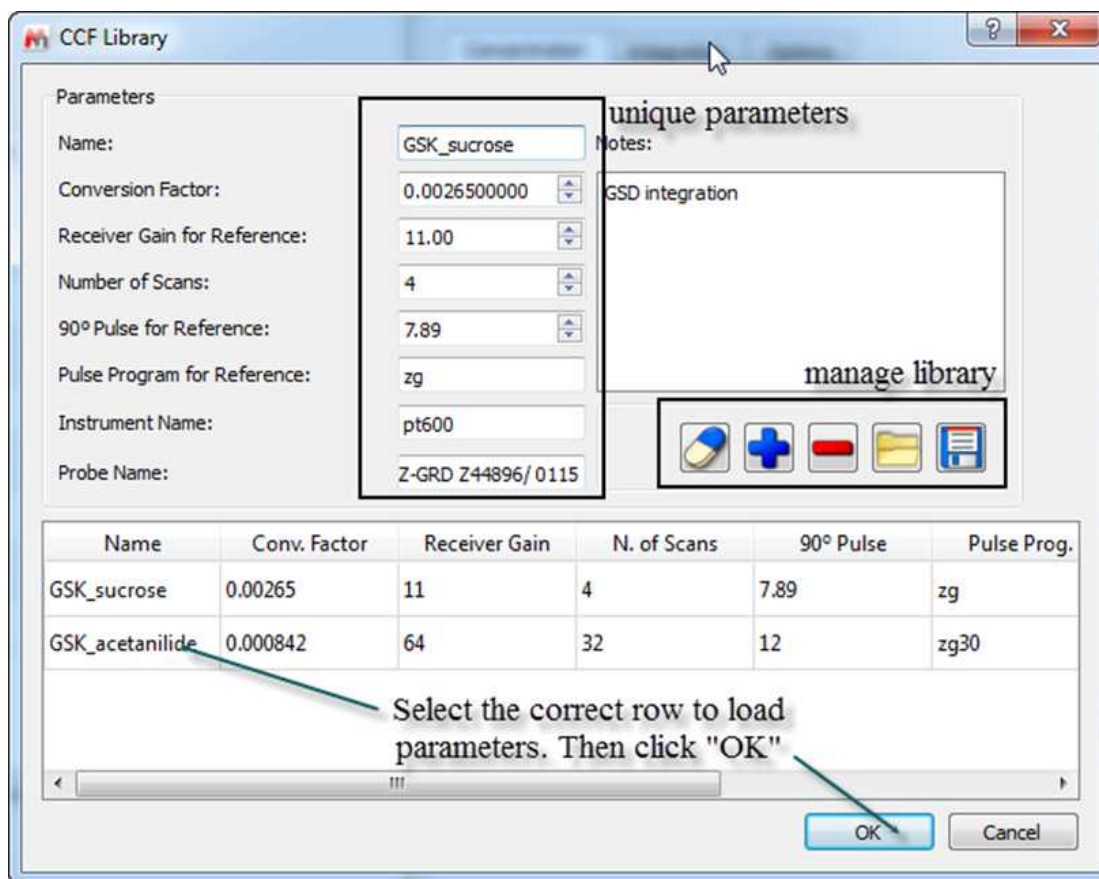 CCF Library
Parameters
unique parameters
Name:
GSK_sucrose
Notes:
Conversion Factor:
0.0026500000
GSD integration
Receiver Gain for Reference:
11.00
Number of Scans:
4
90º Pulse for Reference:
7.89
Pulse Program for Reference:
zg
manage library
Instrument Name:
pt600
Probe Name:
Z-GRD Z44896/ 0115
Name Conv. Factor Receiver Gain N. of Scans 90º Pulse Pulse Prog.
GSK_sucrose 0.00265 11 4 7.89 zg
GSK_acetanilide 0.000842 64 32 12 zg30
Select the correct row to load
parameters. Then click "OK"
OK Cancel